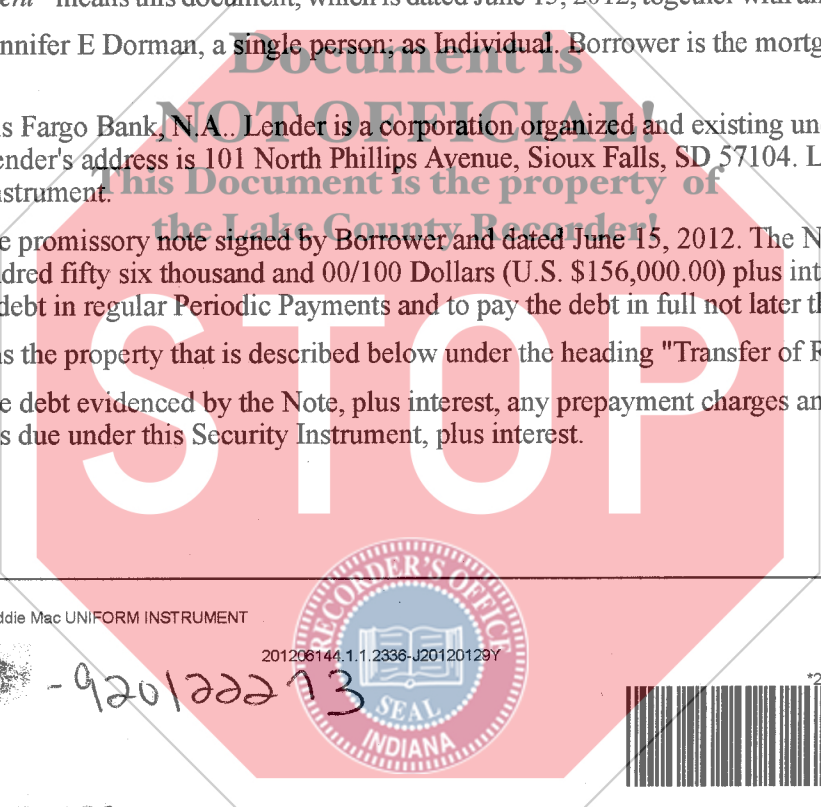 ent" means this document, which is dated June 15, 2012, together with all
Document is
nnifer E Dorman, a single person; as Individual. Borrower is the mortg
NOT OFFICIAL!
s Fargo Bank, N.A.. Lender is a corporation organized and existing un
ender's address is 101 North Phillips Avenue, Sioux Falls, SD 57104. L
This Document is the property of
strument.
the Lake County Recorder!
e promissory note signed by Borrower and dated June 15, 2012. The N
dred fifty six thousand and 00/100 Dollars (U.S. $156,000.00) plus int
debt in regular Periodic Payments and to pay the debt in full not later th
s the property that is described below under the heading "Transfer of R
STOP
e debt evidenced by the Note, plus interest, any prepayment charges an
s due under this Security Instrument, plus interest.
RECORDER'S OFFICE
ddie Mac UNIFORM INSTRUMENT
201206144.1.1.2336-J20120129Y
-920122273
SEAL
INDIANA
*2